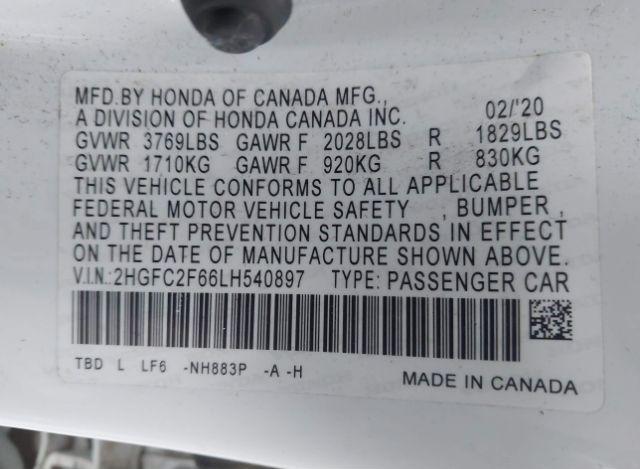 MFD.BY HONDA OF CANADA MFG.,
A DIVISION OF HONDA CANADA INC. 02/'20
GVWR 3769LBS GAWR F 2028LBS R 1829LBS
GVWR 1710KG GAWR F 920KG R 830KG
THIS VEHICLE CONFORMS TO ALL APPLICABLE
FEDERAL MOTOR VEHICLE SAFETY , BUMPER ,
AND THEFT PREVENTION STANDARDS IN EFFECT
ON THE DATE OF MANUFACTURE SHOWN ABOVE.
V.I.N.:2HGFC2F66LH540897 TYPE: PASSENGER CAR
TBD L LF6 -NH883P -A -H
MADE IN CANADA